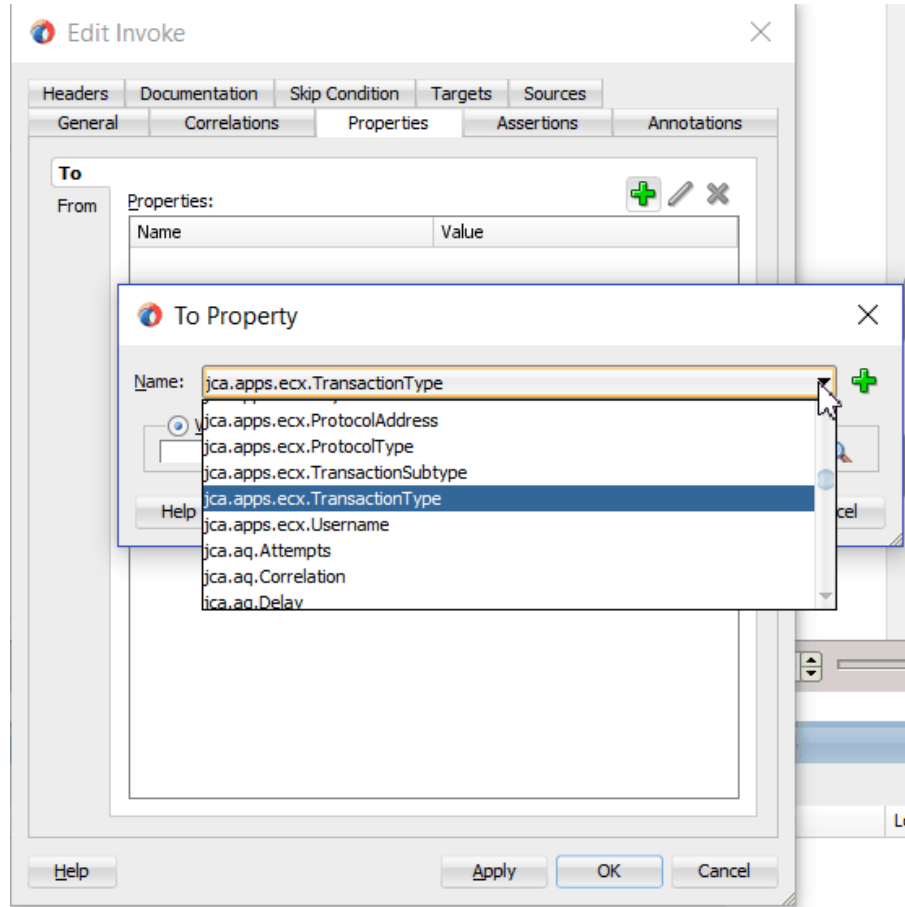 Edit Invoke
Headers Documentation Skip Condition Targets Sources
General Correlations Properties Assertions Annotations
To
From
Properties:
Name Value
To Property
Name: jca.apps.ecx.TransactionType
jca.apps.ecx.ProtocolAddress
jca.apps.ecx.ProtocolType
jca.apps.ecx.TransactionSubtype
jca.apps.ecx.TransactionType
jca.apps.ecx.Username
jca.aq.Attempts
jca.aq.Correlation
jca.aq.Delay
Help
Help Apply OK Cancel